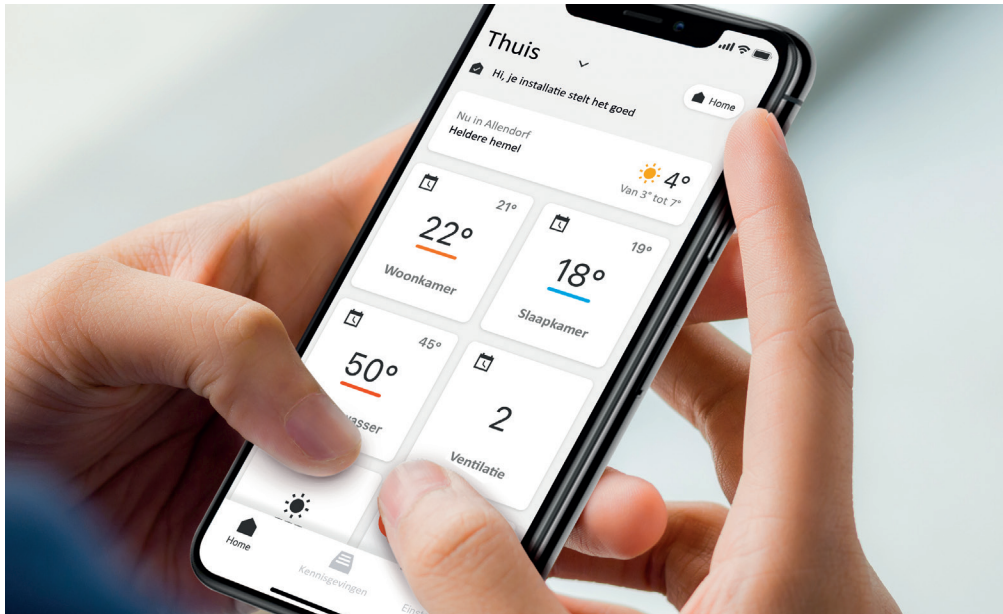 Thuis
Hi, je installatie stelt het goed
Home
Nu in Allendorf
Heldere hemel
4°
Van 3° tot 7°
21°
22°
Woonkamer
19°
18°
Slaapkamer
45°
50°
2
Ventilatie
Home
Kennisgevingen